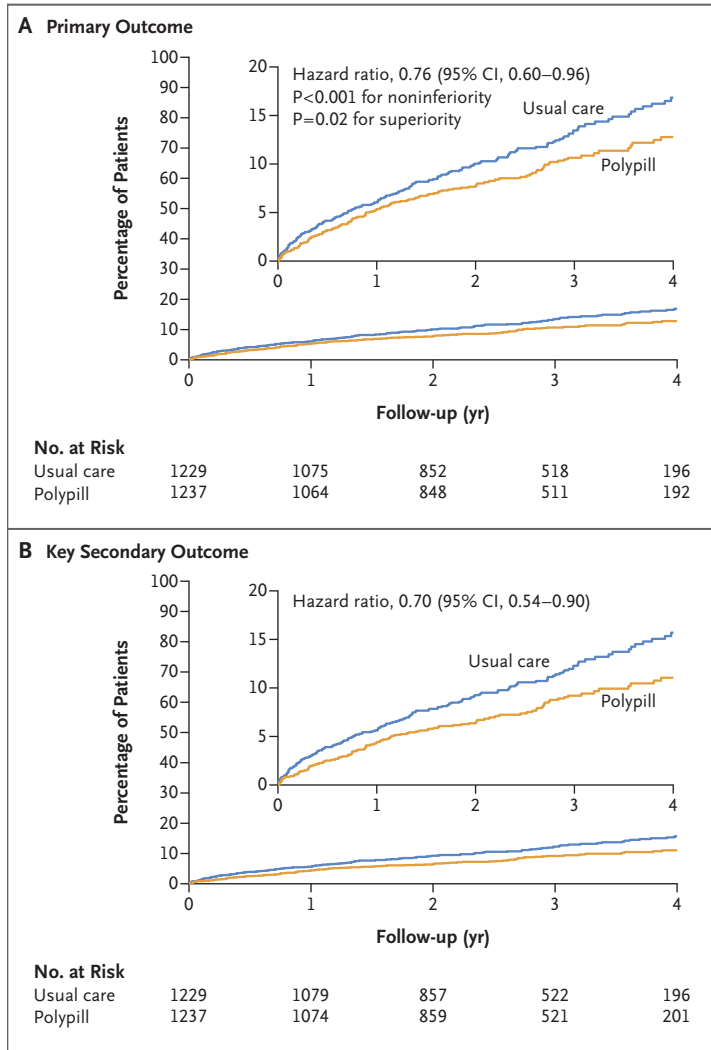 A Primary Outcome
Percentage of Patients
100
90
80
70
60
50
40
30
20
10
0
20
15
10
5
0
Hazard ratio, 0.76 (95% CI, 0.60–0.96)
P<0.001 for noninferiority
P=0.02 for superiority
Usual care
Polypill
0 1 2 3 4
0 1 2 3 4
Follow-up (yr)
No. at Risk
Usual care 1229 1075 852 518 196
Polypill 1237 1064 848 511 192
B Key Secondary Outcome
Percentage of Patients
100
90
80
70
60
50
40
30
20
10
0
20
15
10
5
0
Hazard ratio, 0.70 (95% CI, 0.54–0.90)
Usual care
Polypill
0 1 2 3 4
0 1 2 3 4
Follow-up (yr)
No. at Risk
Usual care 1229 1079 857 522 196
Polypill 1237 1074 859 521 201